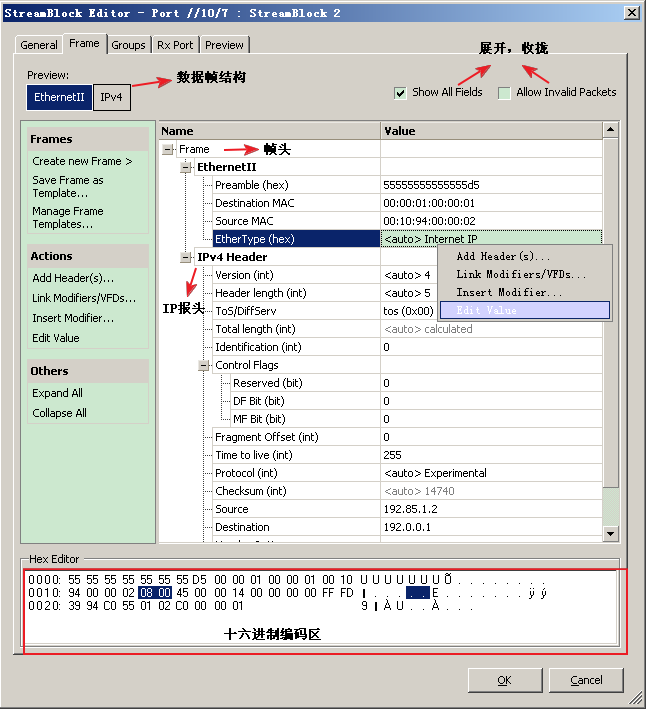 StreamBlock Editor - Port //10/7 : StreamBlock 2
General Frame Groups Rx Port Preview
展开，收拢
Preview:
EthernetII IPv4
数据帧结构
Show All Fields Allow Invalid Packets
Frames
Create new Frame >
Save Frame as
Template...
Manage Frame
Templates...
Actions
Add Header(s)...
Link Modifiers/VFDs...
Insert Modifier...
Edit Value
Others
Expand All
Collapse All
Name Value
Frame 帧头
EthernetII
Preamble (hex) 55555555555555d5
Destination MAC 00:00:01:00:00:01
Source MAC 00:10:94:00:00:02
EtherType (hex) <auto> Internet IP
IPv4 Header
Version (int) <auto> 4
Header length (int) <auto> 5
IP报头
ToS/DiffServ tos (0x00)
Total length (int) <auto> calculated
Identification (int) 0
Control Flags
Reserved (bit) 0
DF Bit (bit) 0
MF Bit (bit) 0
Fragment Offset (int) 0
Time to live (int) 255
Protocol (int) <auto> Experimental
Checksum (int) <auto> 14740
Source 192.85.1.2
Destination 192.0.0.1
Add Header(s)...
Link Modifiers/VFDs...
Insert Modifier...
Edit Value
Hex Editor
0000: 55 55 55 55 55 55 55 D5 00 00 01 00 00 01 00 10 U U U U U U U Õ . . . . . . . .
0010: 94 00 00 02 08 00 45 00 00 14 00 00 00 00 FF FD | . . . . . E . . . . . . . ÿ ý
0020: 39 94 C0 55 01 02 C0 00 00 01 9 | À U . . À . . .
十六进制编码区
OK Cancel